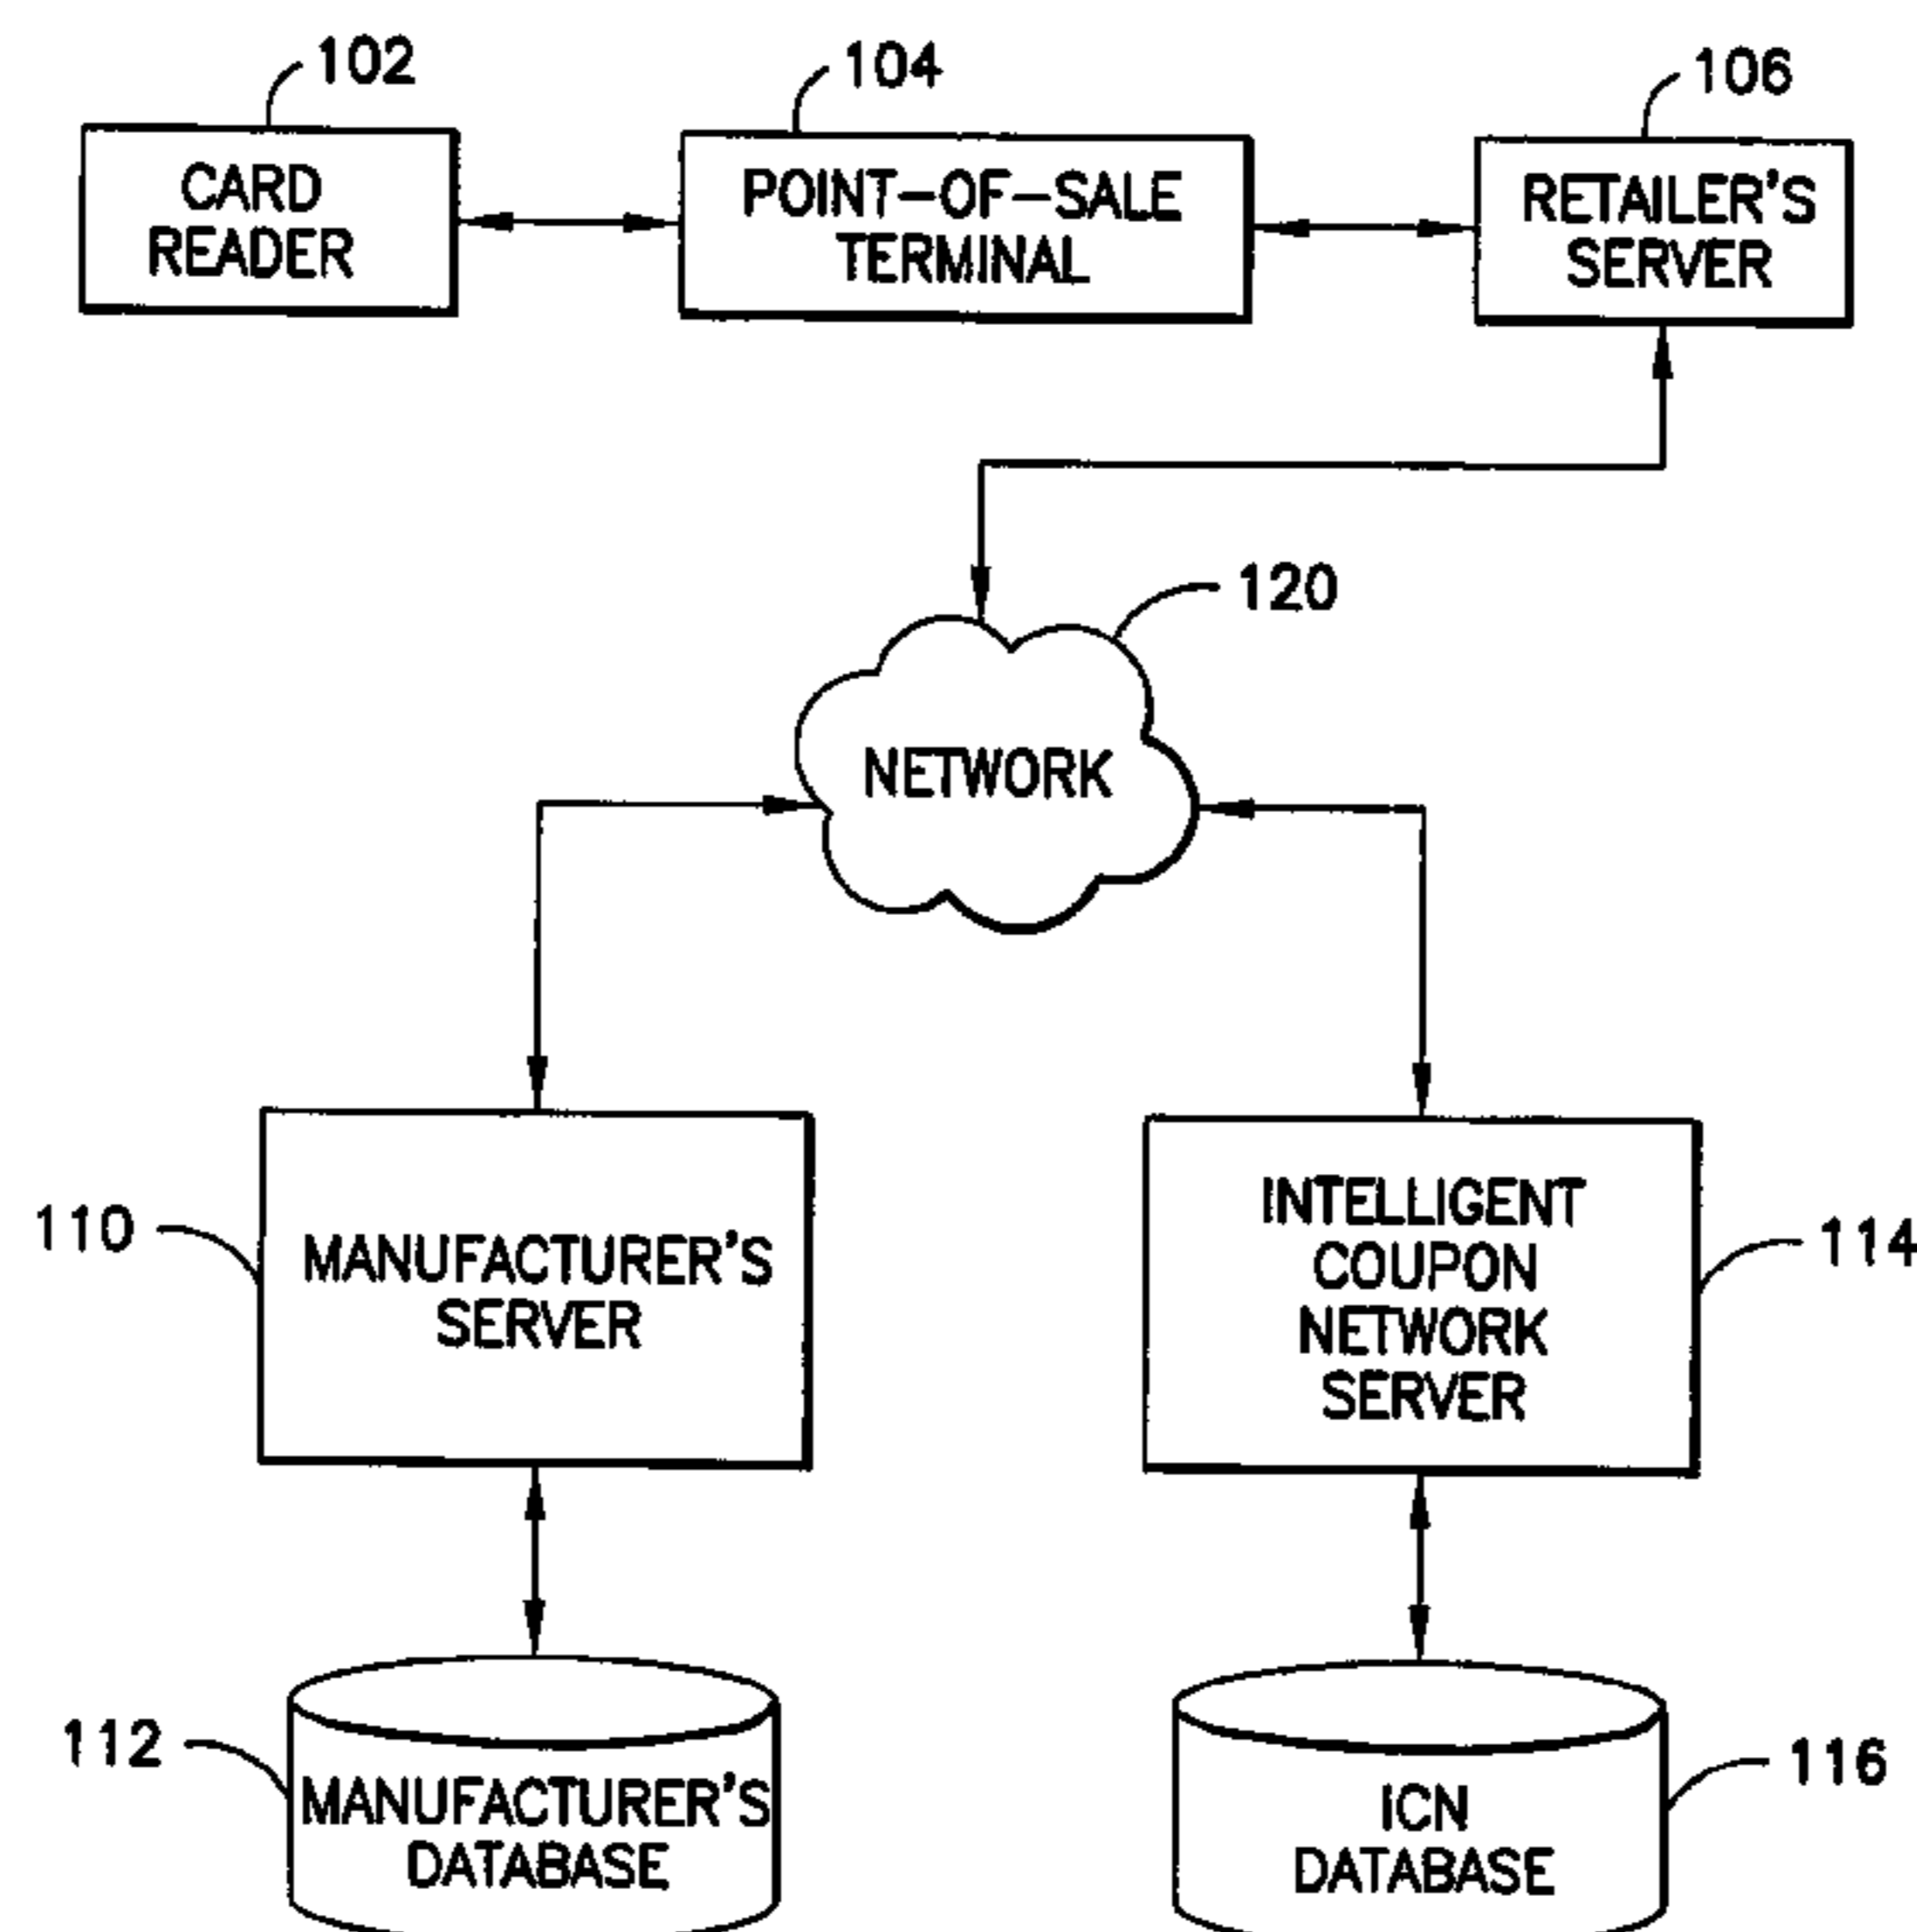 102
104
106
CARD
READER
POINT-OF-SALE
TERMINAL
RETAILER'S
SERVER
120
NETWORK
110
MANUFACTURER'S
SERVER
INTELLIGENT
COUPON
NETWORK
SERVER
114
112
MANUFACTURER'S
DATABASE
ICN
DATABASE
116